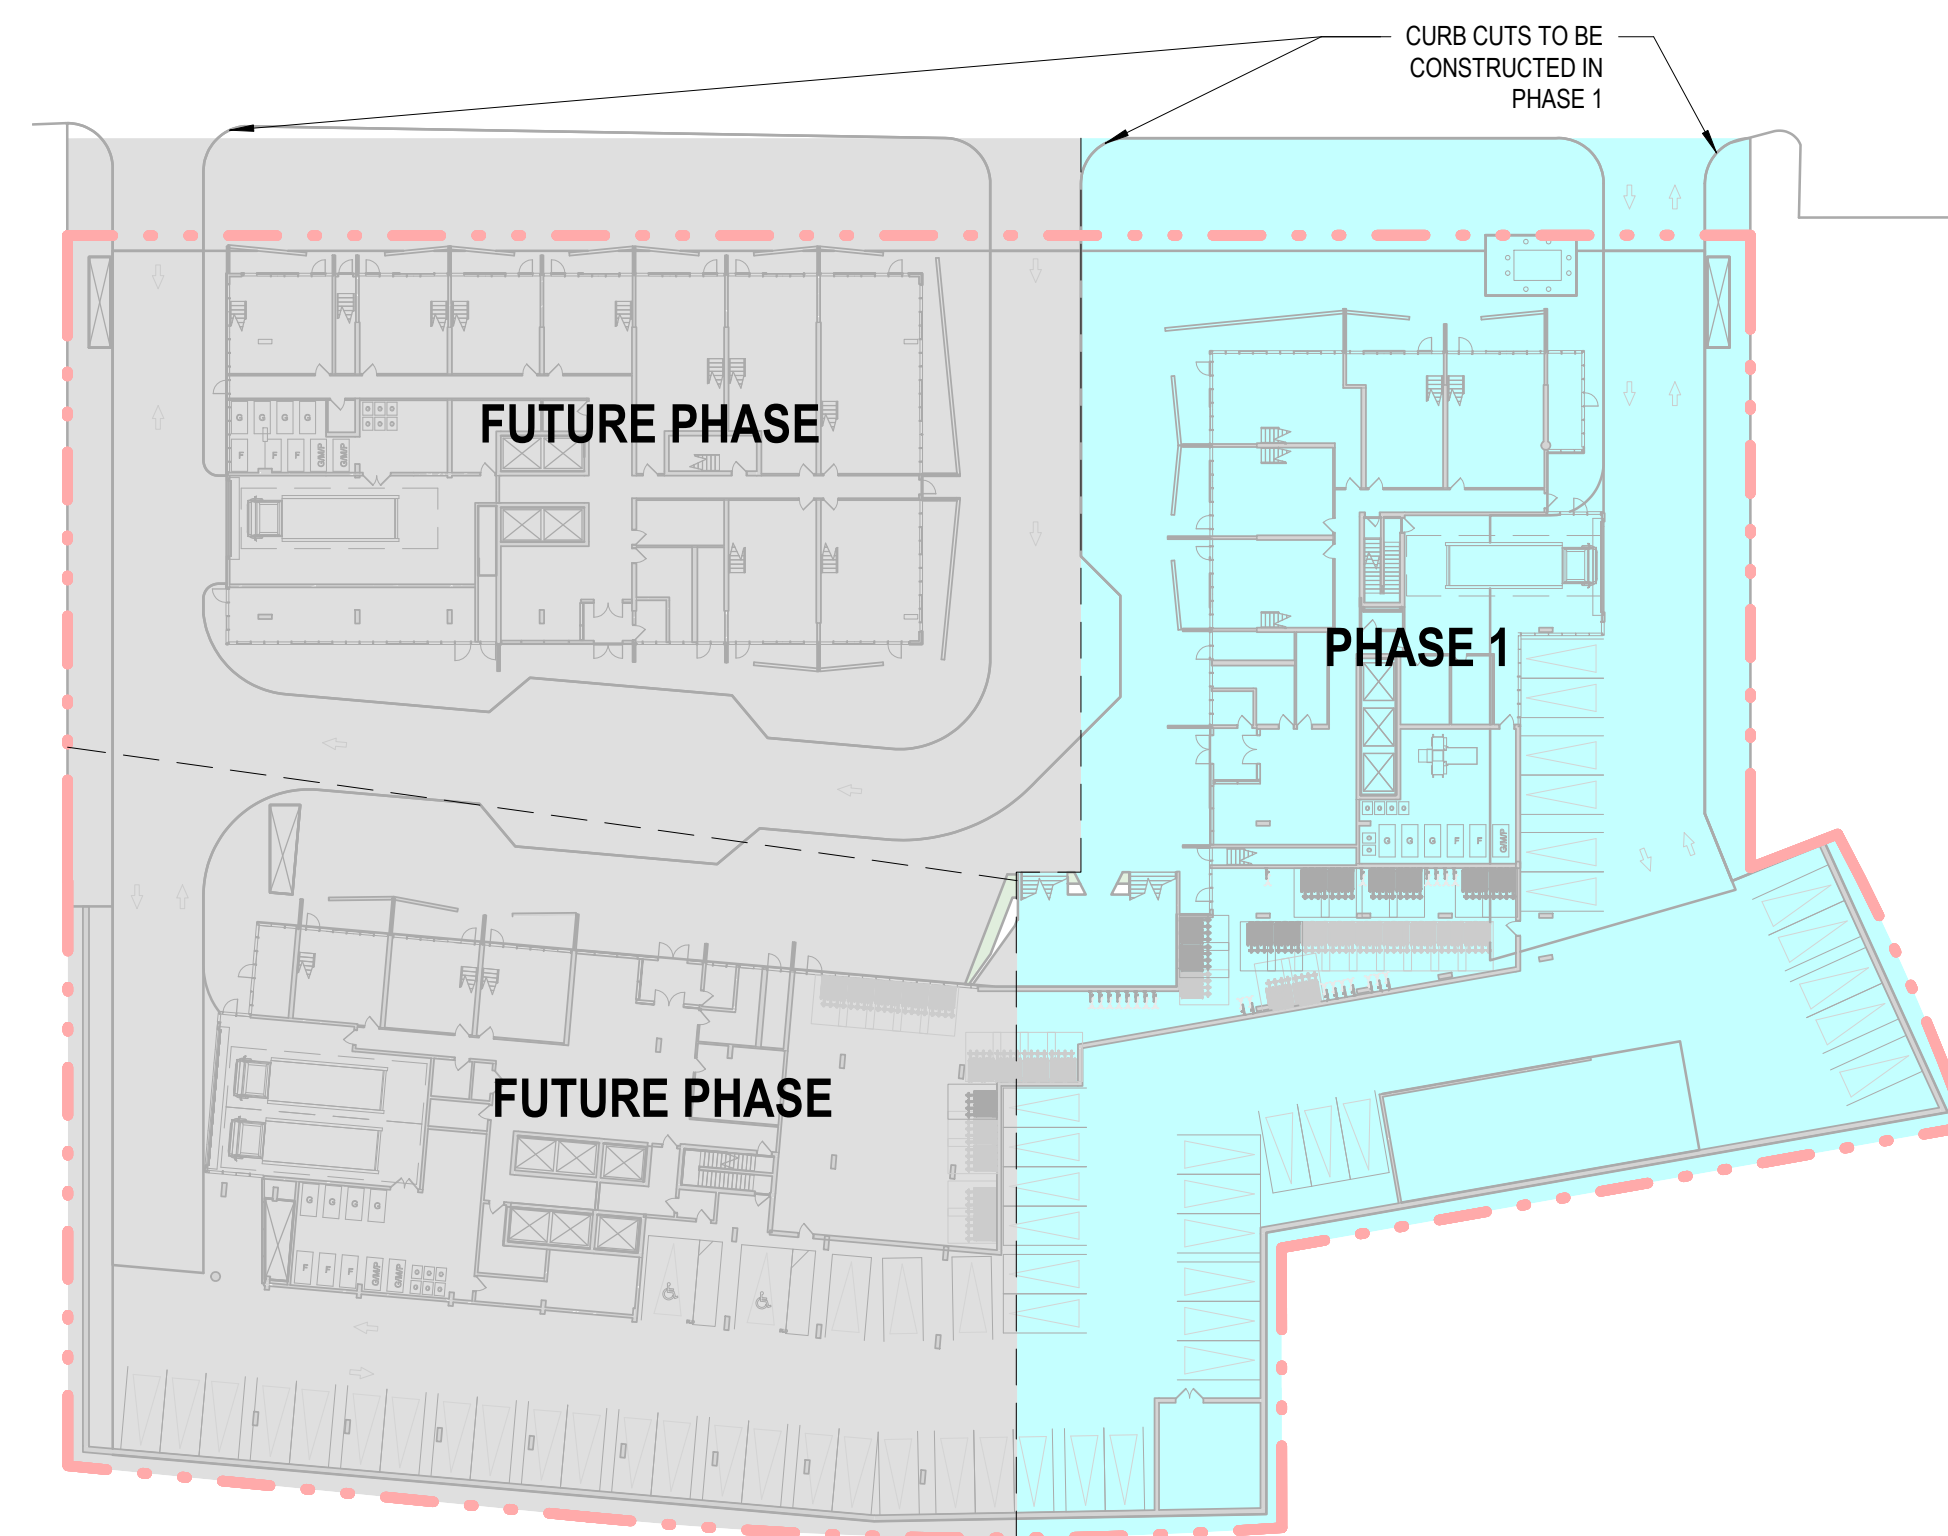 CURB CUTS TO BE
CONSTRUCTED IN
PHASE 1
FUTURE PHASE
G G G G
F F F G/M/P G/M/P
PHASE 1
G G G F F G/M/P
FUTURE PHASE
G G G G
F F F G/M/P G/M/P